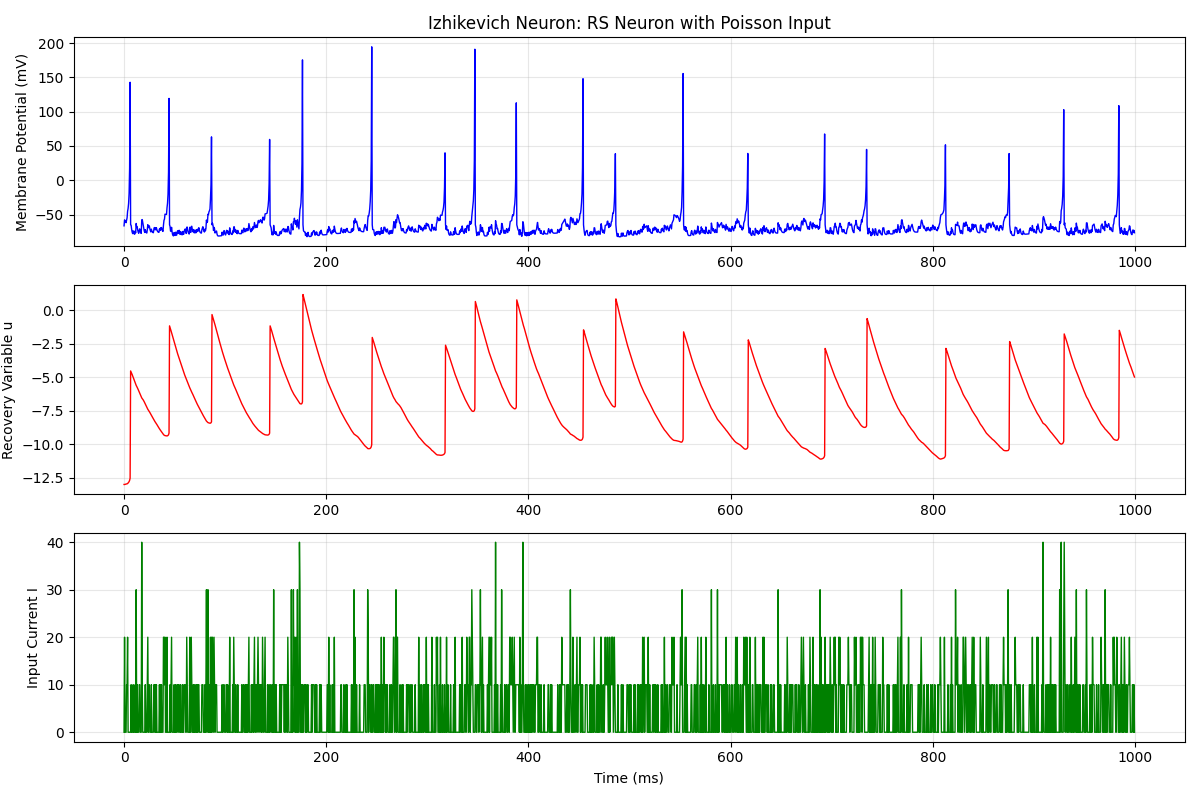 Izhikevich Neuron: RS Neuron with Poisson Input
Membrane Potential (mV)
200
150
100
50
0
−50
0 200 400 600 800 1000
Recovery Variable u
0.0
−2.5
−5.0
−7.5
−10.0
−12.5
0 200 400 600 800 1000
Input Current I
40
30
20
10
0
0 200 400 600 800 1000
Time (ms)